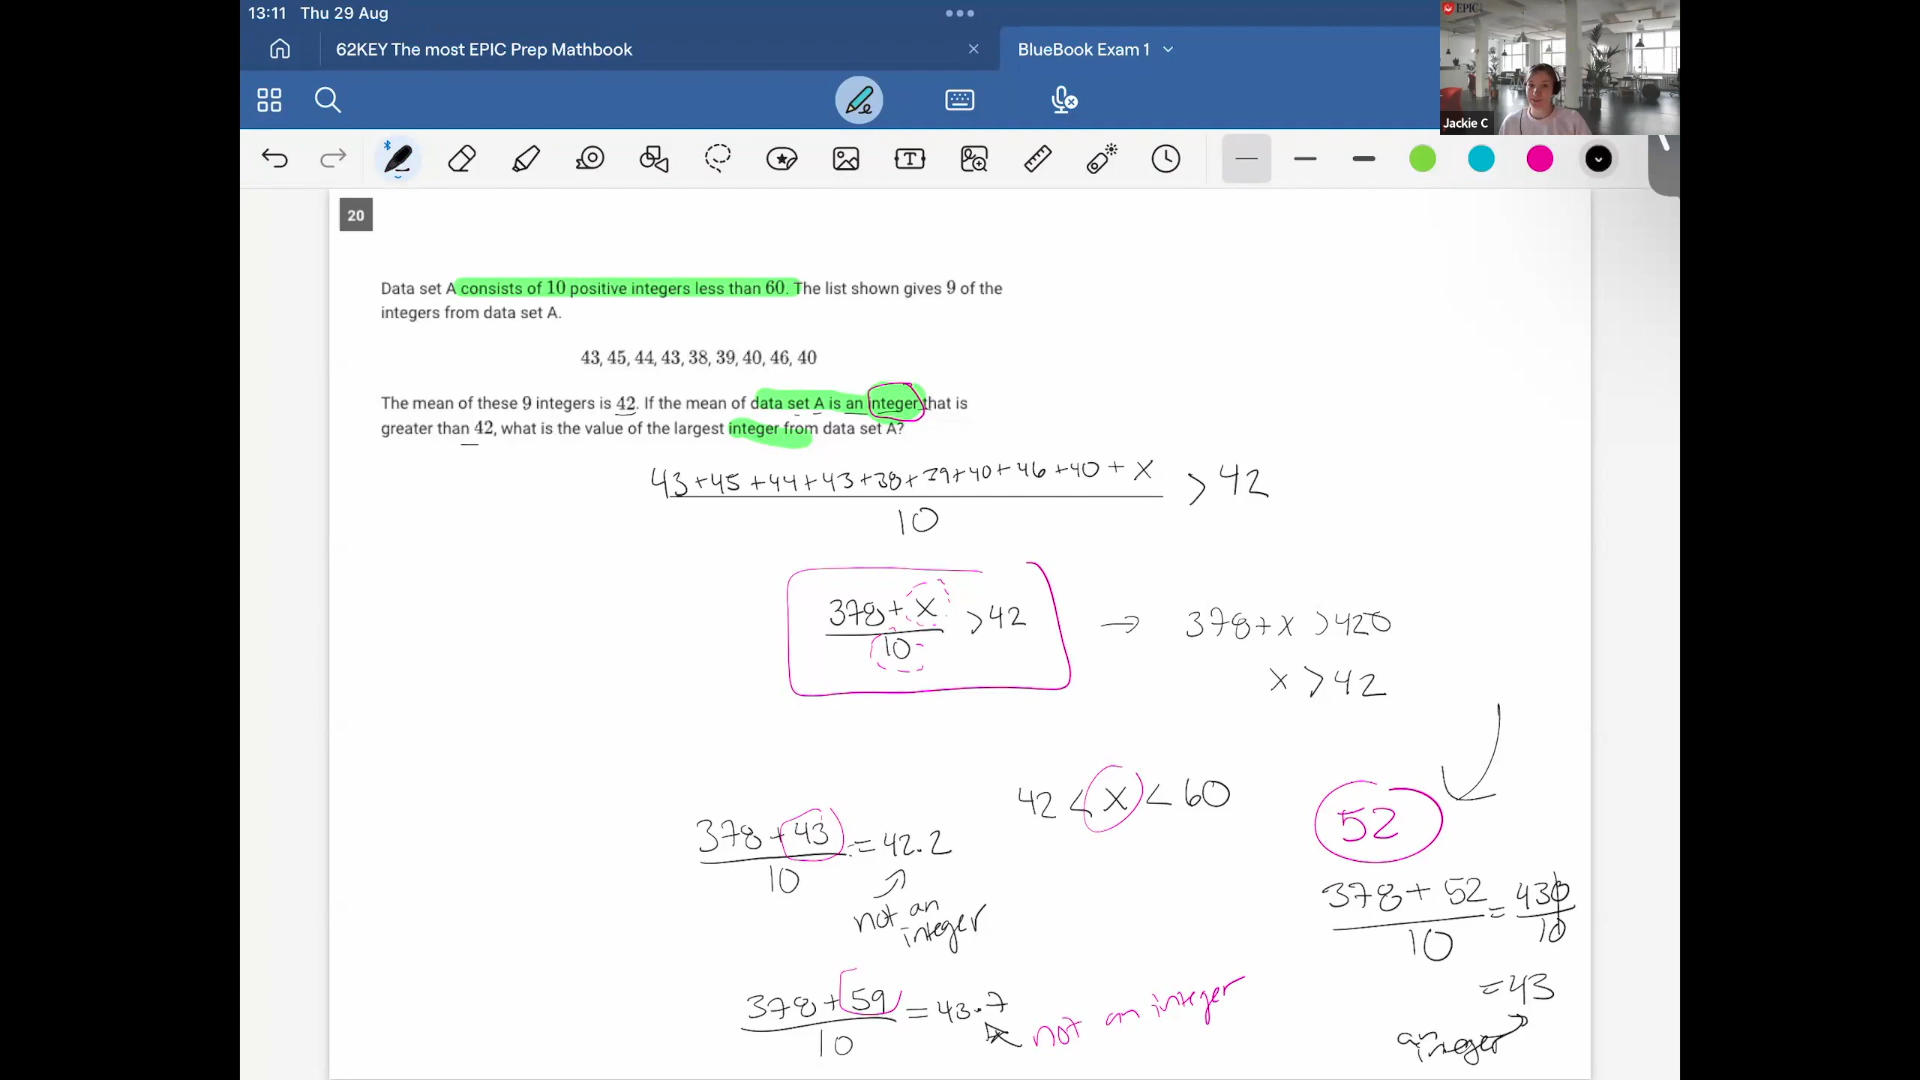 13:11 Thu 29 Aug
62KEY The most EPIC Prep Mathbook
BlueBook Exam 1
EPIC
Jackie C
20
Data set A consists of 10 positive integers less than 60. The list shown gives 9 of the
integers from data set A.
43, 45, 44, 43, 38, 39, 40, 46, 40
The mean of these 9 integers is 42. If the mean of data set A is an integer that is
greater than 42, what is the value of the largest integer from data set A?
43+45+44+43+38+39+40+46+40+x > 42
10
378+x > 42 → 378+x > 420
10
x > 42
42 < x < 60
52
378+43 = 42.2
10
not an
integer
378+52 = 430
10 10
= 43
an
integer
378+59 = 43.7
10
not an integer